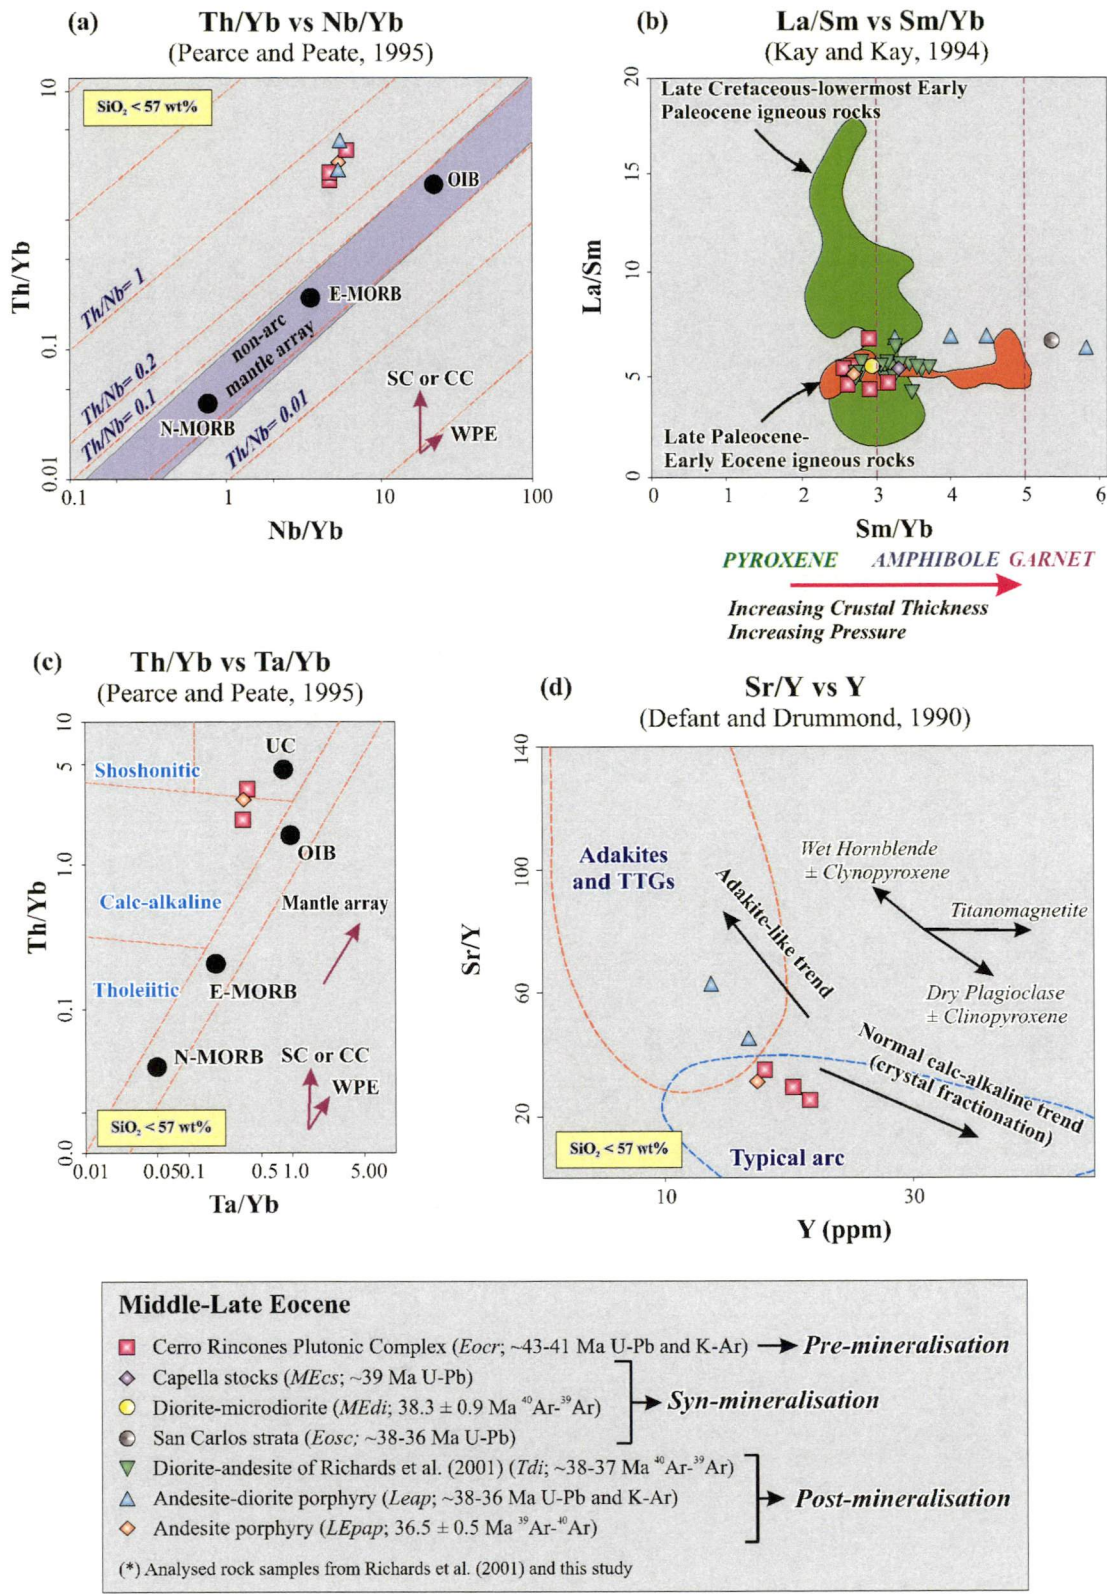 (a)
Th/Yb vs Nb/Yb
(Pearce and Peate, 1995)
10
SiO₂ < 57 wt%
OIB
E-MORB
non-arc
mantle array
N-MORB
Th/Nb= 1
Th/Nb= 0.2
Th/Nb= 0.1
Th/Nb= 0.01
SC or CC
WPE
Th/Yb
0.1
0.01
0.1
1
10
100
Nb/Yb
(b)
La/Sm vs Sm/Yb
(Kay and Kay, 1994)
20
Late Cretaceous-lowermost Early
Paleocene igneous rocks
15
10
5
0
La/Sm
Late Paleocene-
Early Eocene igneous rocks
0 1 2 3 4 5 6
Sm/Yb
PYROXENE AMPHIBOLE GARNET
Increasing Crustal Thickness
Increasing Pressure
(c)
Th/Yb vs Ta/Yb
(Pearce and Peate, 1995)
10
5
1.0
0.1
0.0
Th/Yb
UC
Shoshonitic
OIB
Calc-alkaline
Mantle array
Tholeiitic
E-MORB
N-MORB
SC or CC
WPE
SiO₂ < 57 wt%
0.01 0.05 0.1 0.5 1.0 5.00
Ta/Yb
(d)
Sr/Y vs Y
(Defant and Drummond, 1990)
140
100
60
20
Sr/Y
Adakites
and TTGs
Adakite-like trend
Wet Hornblende
± Clynopyroxene
Titanomagnetite
Dry Plagioclase
± Clinopyroxene
Normal calc-alkaline trend
(crystal fractionation)
SiO₂ < 57 wt%
Typical arc
10 30
Y (ppm)
Middle-Late Eocene
Cerro Rincones Plutonic Complex (Eocr; ~43-41 Ma U-Pb and K-Ar) Pre-mineralisation
Capella stocks (MEcs; ~39 Ma U-Pb)
Diorite-microdiorite (MEdi; 38.3 ± 0.9 Ma ⁴⁰Ar-³⁹Ar) Syn-mineralisation
San Carlos strata (Eosc; ~38-36 Ma U-Pb)
Diorite-andesite of Richards et al. (2001) (Tdi; ~38-37 Ma ⁴⁰Ar-³⁹Ar)
Andesite-diorite porphyry (Leap; ~38-36 Ma U-Pb and K-Ar) Post-mineralisation
Andesite porphyry (LEpap; 36.5 ± 0.5 Ma ³⁹Ar-⁴⁰Ar)
(*) Analysed rock samples from Richards et al. (2001) and this study